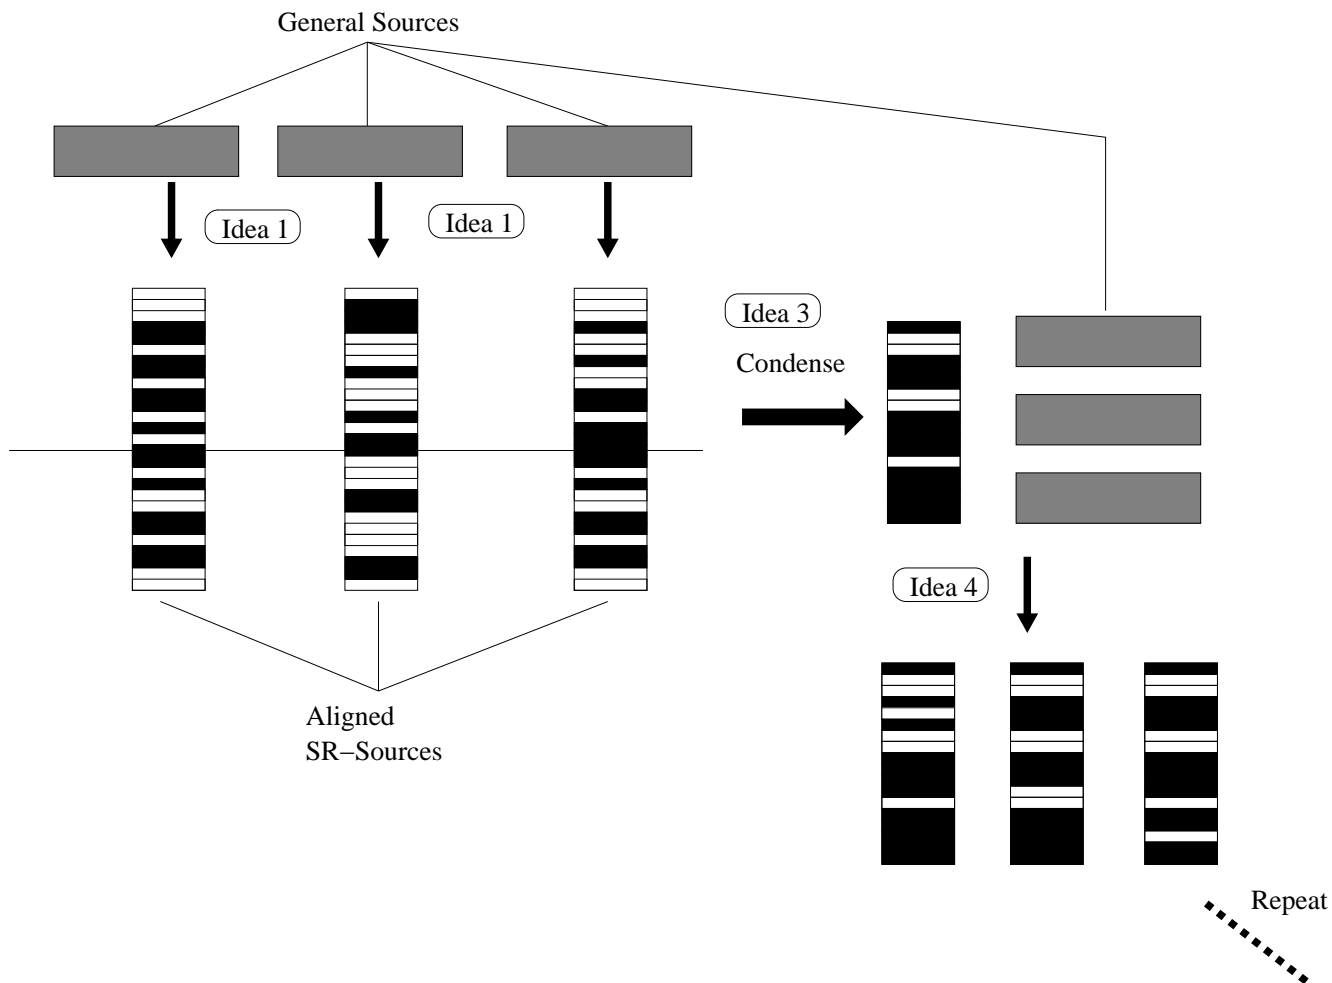 General Sources
Idea 1
Idea 1
Idea 3
Condense
Idea 4
Aligned
SR–Sources
Repeat